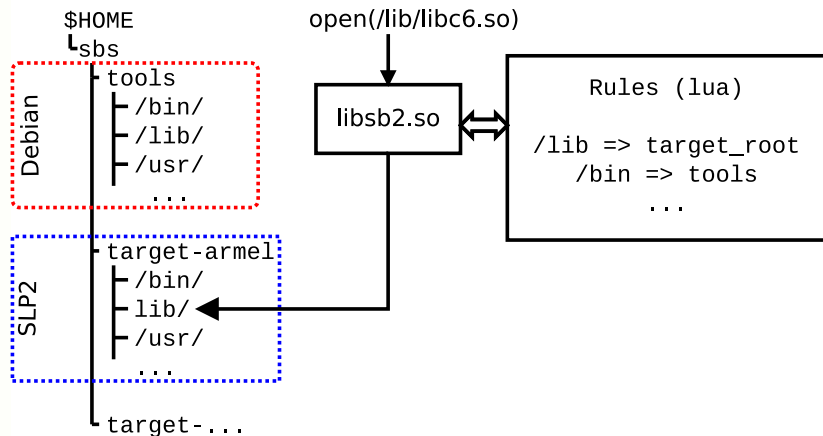 $HOME
sbs
tools
/bin/
/lib/
/usr/
...
Debian
target-armel
/bin/
lib/
/usr/
...
SLP2
target-...
open(/lib/libc6.so)
libsb2.so
Rules (lua)
/lib => target_root
/bin => tools
...